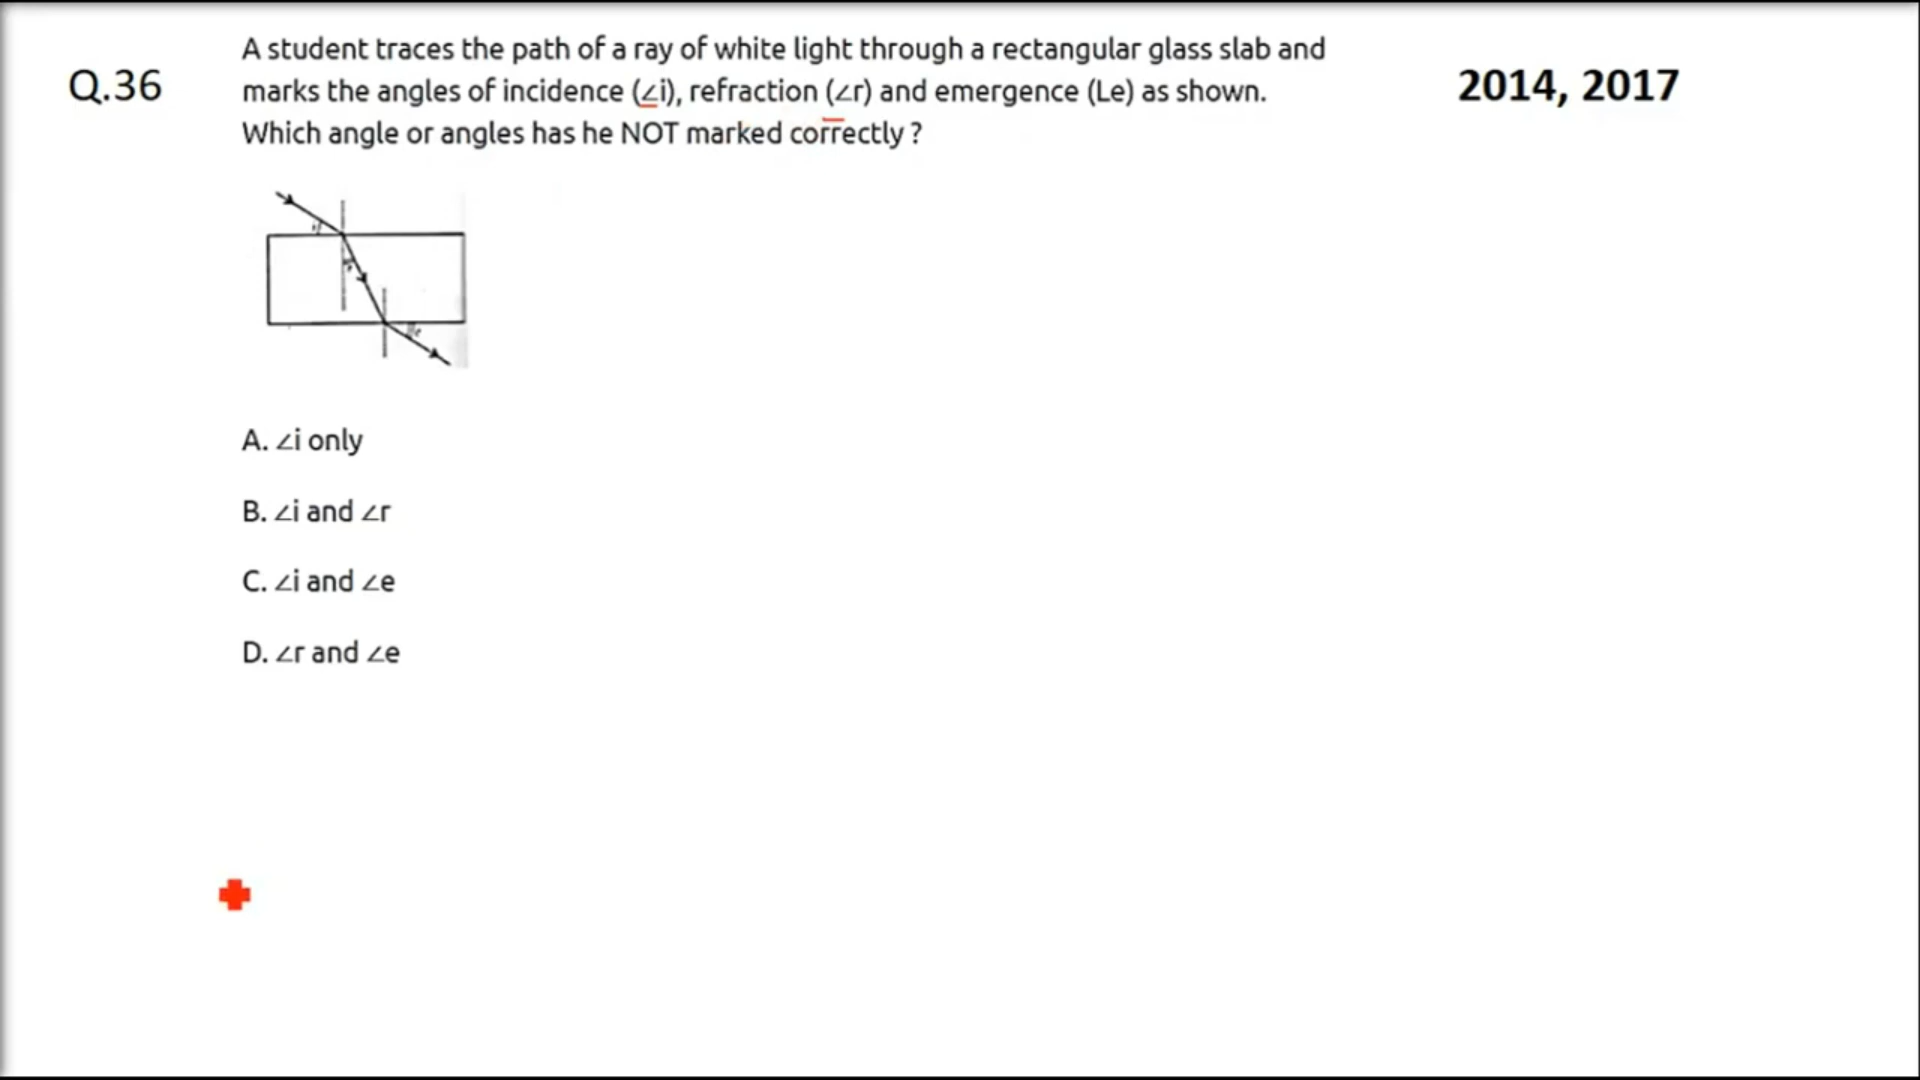 Q.36
A student traces the path of a ray of white light through a rectangular glass slab and
marks the angles of incidence (∠i), refraction (∠r) and emergence (Le) as shown.
Which angle or angles has he NOT marked correctly ?
2014, 2017
A. ∠i only
B. ∠i and ∠r
C. ∠i and ∠e
D. ∠r and ∠e